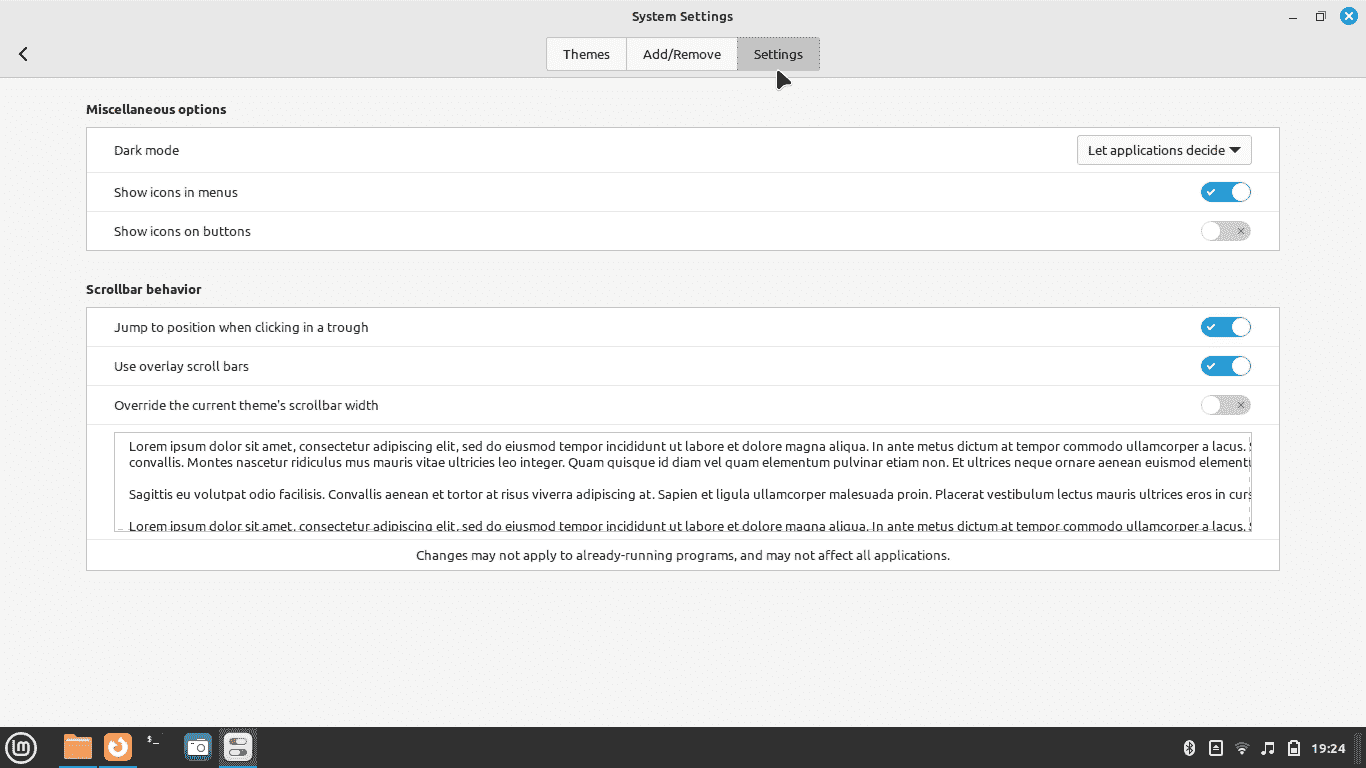 System Settings
Themes
Add/Remove
Settings
Miscellaneous options
Dark mode
Let applications decide
Show icons in menus
Show icons on buttons
Scrollbar behavior
Jump to position when clicking in a trough
Use overlay scroll bars
Override the current theme's scrollbar width
Lorem ipsum dolor sit amet, consectetur adipiscing elit, sed do eiusmod tempor incididunt ut labore et dolore magna aliqua. In ante metus dictum at tempor commodo ullamcorper a lacus.
convallis. Montes nascetur ridiculus mus mauris vitae ultricies leo integer. Quam quisque id diam vel quam elementum pulvinar etiam non. Et ultrices neque ornare aenean euismod
Sagittis eu volutpat odio facilisis. Convallis aenean et tortor at risus viverra adipiscing at. Sapien et ligula ullamcorper malesuada proin. Placerat vestibulum lectus mauris ultrices eros in
Lorem ipsum dolor sit amet, consectetur adipiscing elit, sed do eiusmod tempor incididunt ut labore et dolore magna aliqua. In ante metus dictum at tempor commodo ullamcorper a lacus.
Changes may not apply to already-running programs, and may not affect all applications.
$_
19:24